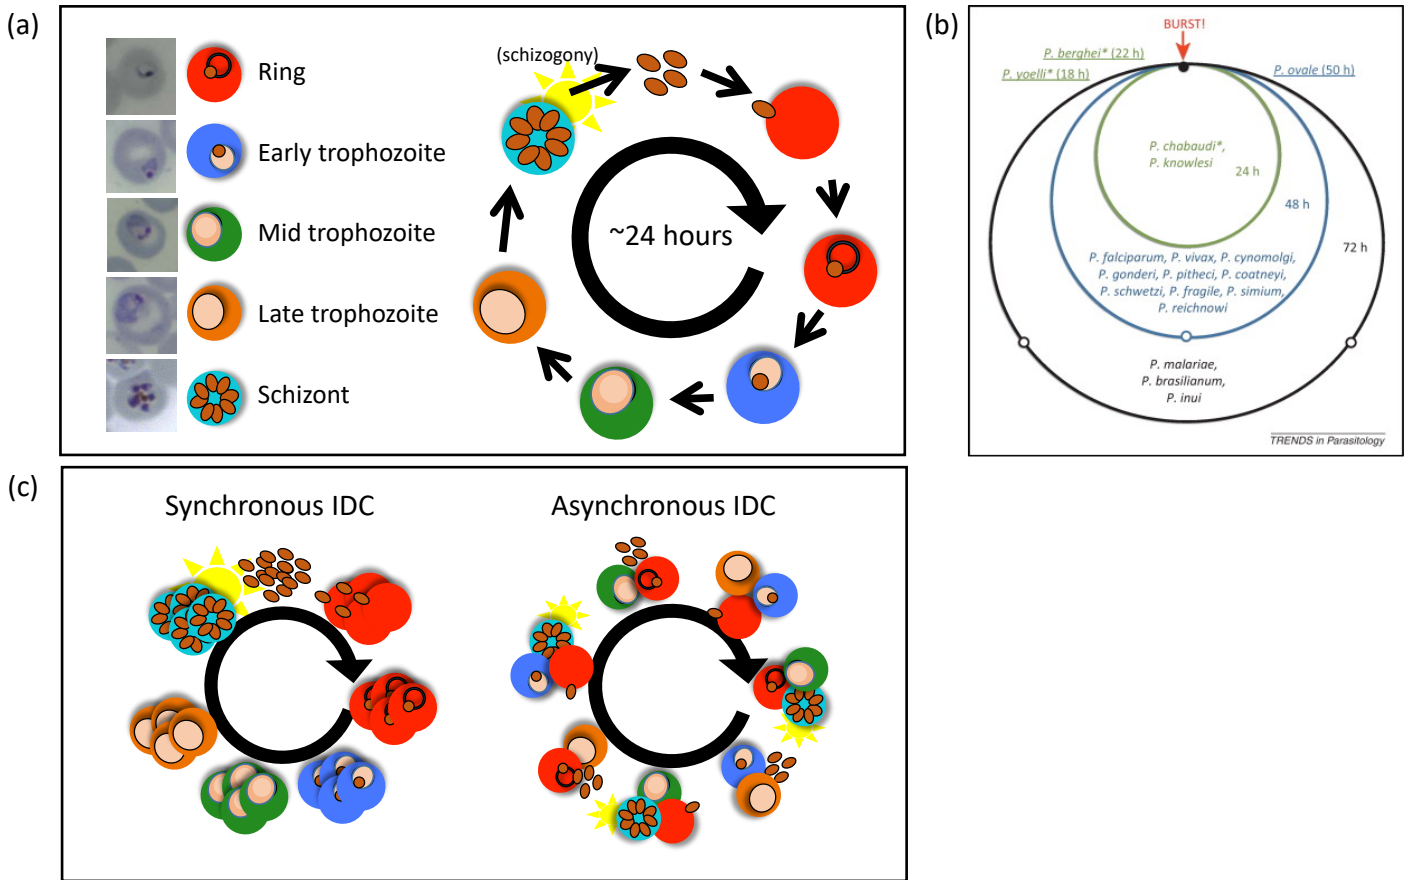 (a)
Ring
Early trophozoite
Mid trophozoite
Late trophozoite
Schizont
(schizogony)
~24 hours
(b)
BURST!
P. berghei* (22 h)
P. yoelli* (18 h)
P. ovale (50 h)
P. chabaudi*,
P. knowlesi
24 h
48 h
72 h
P. falciparum, P. vivax, P. cynomolgi,
P. gonderi, P. pitheci, P. coatneyi,
P. schwetzi, P. fragile, P. simium,
P. reichnowi
P. malariae,
P. brasilianum,
P. inui
TRENDS in Parasitology
(c)
Synchronous IDC
Asynchronous IDC